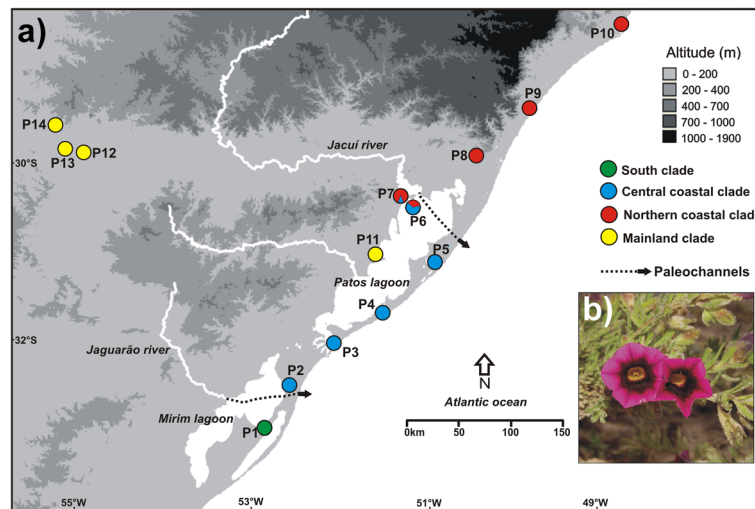 a)
P10
Altitude (m)
0 - 200
200 - 400
400 - 700
700 - 1000
1000 - 1900
P9
P14
P13
P12
Jacuí river
P8
30°S
South clade
Central coastal clade
Northern coastal clade
Mainland clade
P7
P6
P11
P5
Paleochannels
Patos lagoon
b)
P4
32°S
Jaguarão river
P3
P2
N
Mirim lagoon
Atlantic ocean
P1
0km
50
100
150
55°W
53°W
51°W
49°W